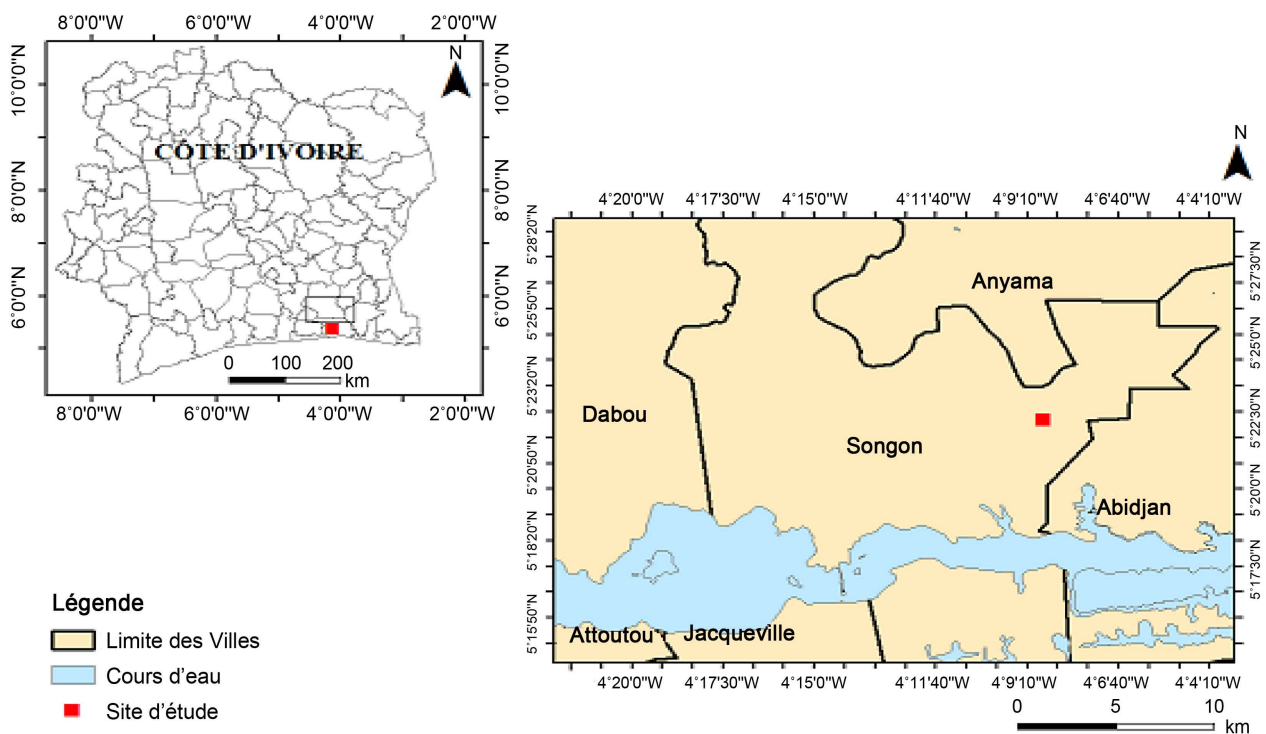 8°0'0"W 6°0'0"W 4°0'0"W 2°0'0"W
N
10°0'0"N
8°0'0"N
6°0'0"N
10°0'0"N
8°0'0"N
6°0'0"N
CÔTE D'IVOIRE
0 100 200
km
8°0'0"W 6°0'0"W 4°0'0"W 2°0'0"W
N
4°20'0"W 4°17'30"W 4°15'0"W 4°11'40"W 4°9'10"W 4°6'40"W 4°4'10"W
5°28'20"N
5°25'50"N
5°23'20"N
5°20'50"N
5°18'20"N
5°15'50"N
5°27'30"N
5°25'0"N
5°22'30"N
5°20'0"N
5°17'30"N
Anyama
Dabou
Songon
Abidjan
Attoutou
Jacqueville
4°20'0"W 4°17'30"W 4°15'0"W 4°11'40"W 4°9'10"W 4°6'40"W 4°4'10"W
0 5 10
km
Légende
Limite des Villes
Cours d'eau
Site d'étude